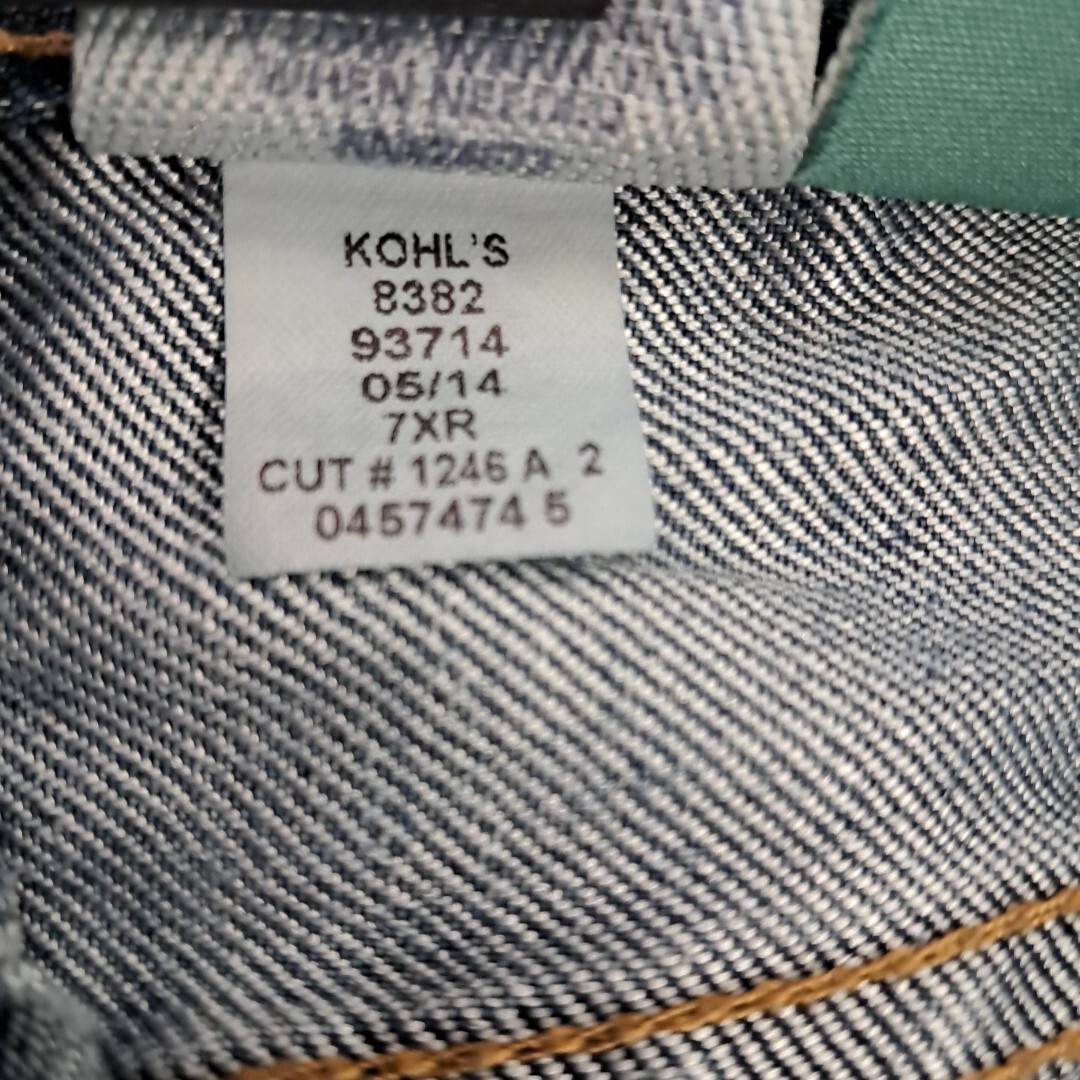 WHEN NEEDED
KOHL'S
8382
93714
05/14
7XR
CUT # 1246 A 2
0457474 5